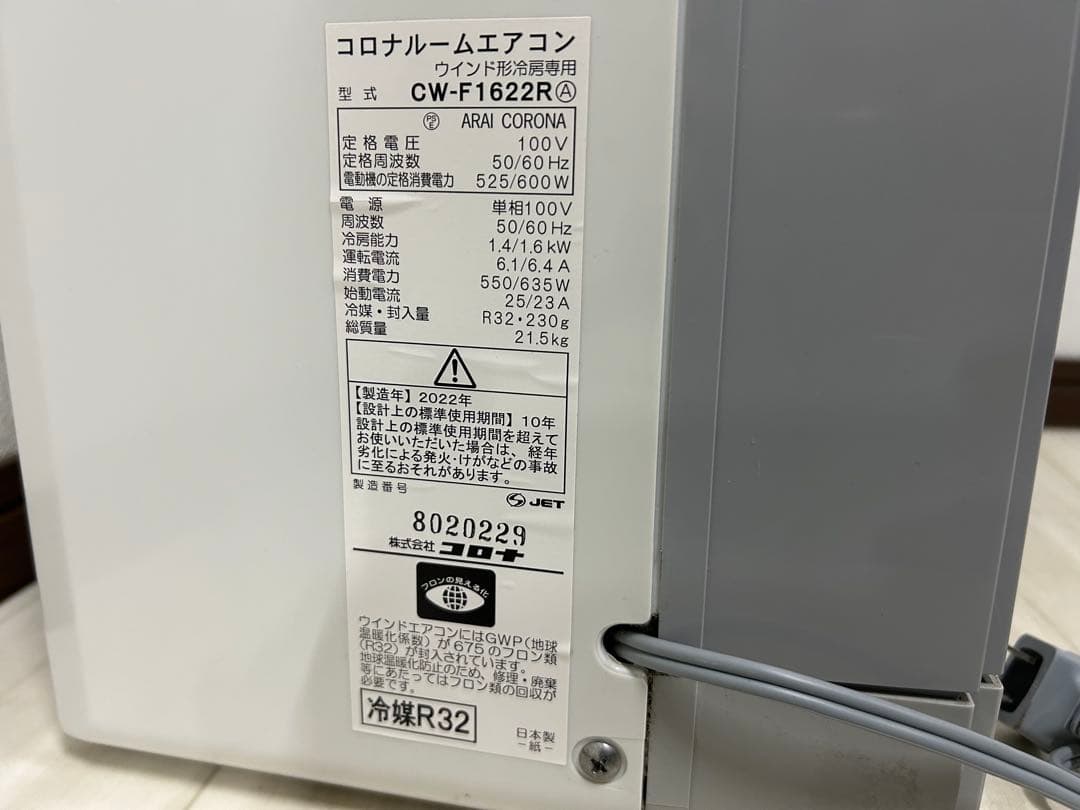 コロナルームエアコン
ウインド形冷房専用
型式 CW-F1622RⒶ
PSE ARAI CORONA
定格電圧 100V
定格周波数 50/60Hz
電動機の定格消費電力 525/600W
電源 単相100V
周波数 50/60Hz
冷房能力 1.4/1.6kW
運転電流 6.1/6.4A
消費電力 550/635W
始動電流 25/23A
冷媒・封入量 R32・230g
総質量 21.5kg
【製造年】2022年
【設計上の標準使用期間】10年
設計上の標準使用期間を超えて
お使いいただいた場合は、経年
劣化による発火・けがなどの事故
に至るおそれがあります。
製造番号
JET
8020229
株式会社 コロナ
フロンの見える化
ウインドエアコンにはGWP(地球
温暖化係数)が675のフロン類
(R32)が封入されています。
地球温暖化防止のため、修理・廃棄
等にあたってはフロン類の回収が
必要です。
冷媒R32
日本製
-紙-